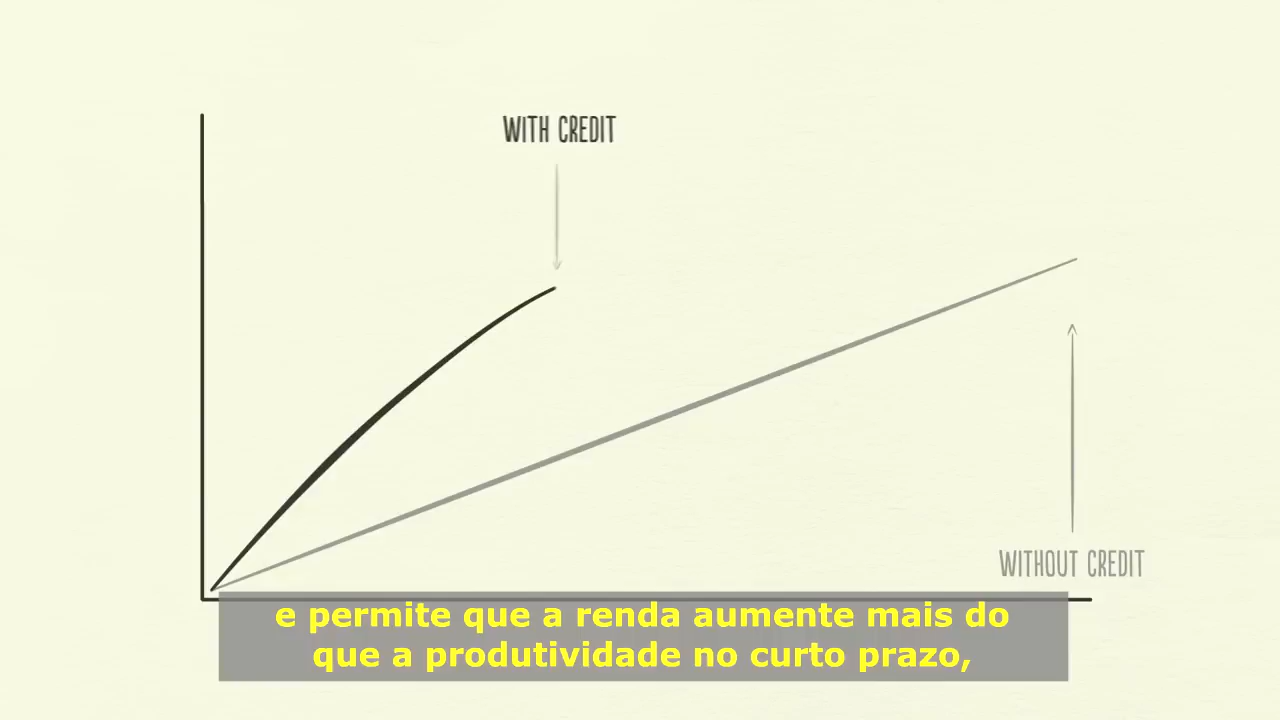 WITH CREDIT
WITHOUT CREDIT
e permite que a renda aumente mais do
que a produtividade no curto prazo,